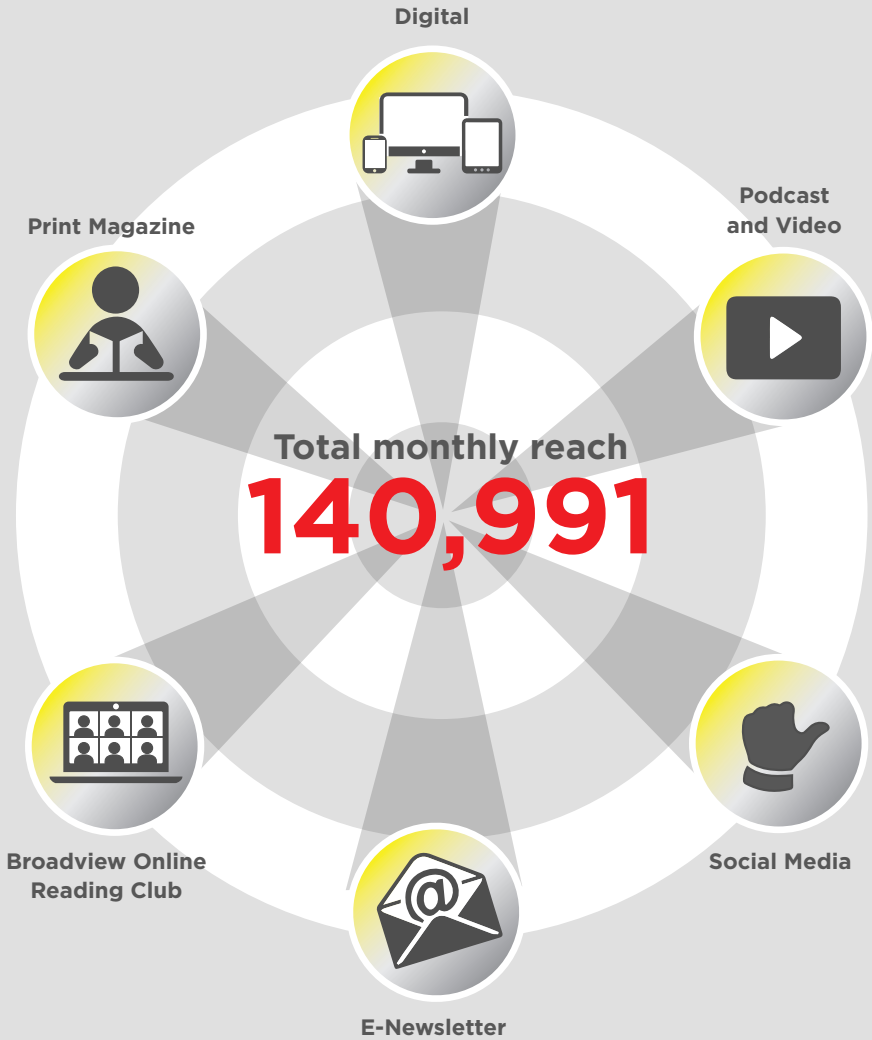 Digital
Podcast
and Video
Print Magazine
Total monthly reach
140,991
Broadview Online
Reading Club
Social Media
@
E-Newsletter